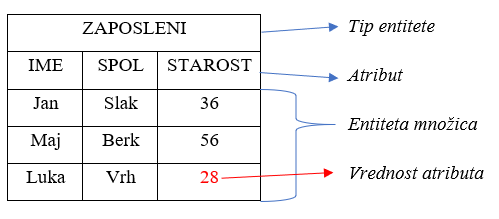 ZAPOSLENI
Tip entitete
IME SPOL STAROST
Atribut
Jan Slak 36
Maj Berk 56
Entiteta množica
Luka Vrh 28
Vrednost atributa